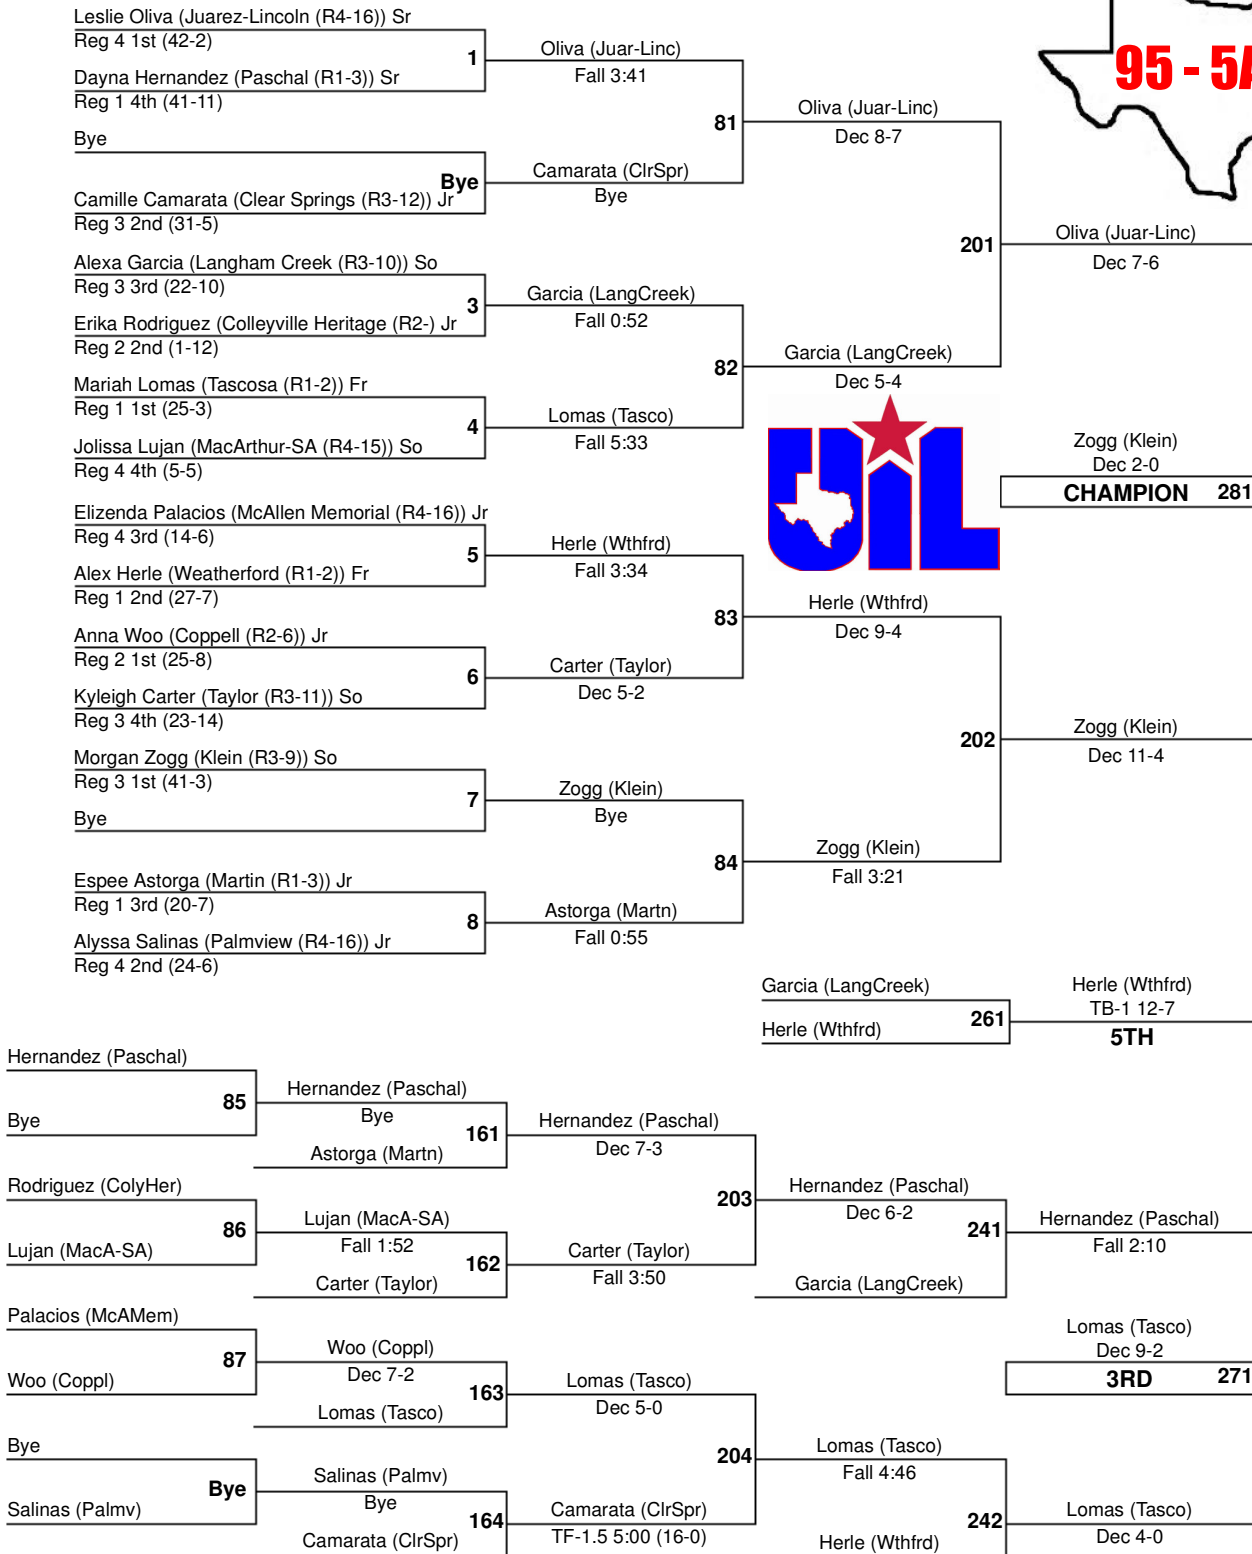 Leslie Oliva (Juarez-Lincoln (R4-16)) Sr
Reg 4 1st (42-2)
1
Dayna Hernandez (Paschal (R1-3)) Sr
Reg 1 4th (41-11)
Oliva (Juar-Linc)
Fall 3:41
Bye
Bye
Camille Camarata (Clear Springs (R3-12)) Jr
Reg 3 2nd (31-5)
Camarata (ClrSpr)
Bye
81
Oliva (Juar-Linc)
Dec 8-7
Alexa Garcia (Langham Creek (R3-10)) So
Reg 3 3rd (22-10)
3
Erika Rodriguez (Colleyville Heritage (R2-) Jr
Reg 2 2nd (1-12)
Garcia (LangCreek)
Fall 0:52
Mariah Lomas (Tascosa (R1-2)) Fr
Reg 1 1st (25-3)
4
Jolissa Lujan (MacArthur-SA (R4-15)) So
Reg 4 4th (5-5)
Lomas (Tasco)
Fall 5:33
82
Garcia (LangCreek)
Dec 5-4
201
Oliva (Juar-Linc)
Dec 7-6
95 - 5A
UIL
Elizenda Palacios (McAllen Memorial (R4-16)) Jr
Reg 4 3rd (14-6)
5
Alex Herle (Weatherford (R1-2)) Fr
Reg 1 2nd (27-7)
Herle (Wthfrd)
Fall 3:34
Anna Woo (Coppell (R2-6)) Jr
Reg 2 1st (25-8)
6
Kyleigh Carter (Taylor (R3-11)) So
Reg 3 4th (23-14)
Carter (Taylor)
Dec 5-2
83
Herle (Wthfrd)
Dec 9-4
Morgan Zogg (Klein (R3-9)) So
Reg 3 1st (41-3)
7
Bye
Zogg (Klein)
Bye
Espee Astorga (Martin (R1-3)) Jr
Reg 1 3rd (20-7)
8
Alyssa Salinas (Palmview (R4-16)) Jr
Reg 4 2nd (24-6)
Astorga (Martn)
Fall 0:55
84
Zogg (Klein)
Fall 3:21
202
Zogg (Klein)
Dec 11-4
Zogg (Klein)
Dec 2-0
CHAMPION 281
Garcia (LangCreek)
Herle (Wthfrd)
261
Herle (Wthfrd)
TB-1 12-7
5TH
Hernandez (Paschal)
85
Bye
Hernandez (Paschal)
Bye
161
Astorga (Martn)
Hernandez (Paschal)
Dec 7-3
Rodriguez (ColyHer)
86
Lujan (MacA-SA)
Lujan (MacA-SA)
Fall 1:52
162
Carter (Taylor)
Carter (Taylor)
Fall 3:50
203
Hernandez (Paschal)
Dec 6-2
241
Garcia (LangCreek)
Hernandez (Paschal)
Fall 2:10
Palacios (McAMem)
87
Woo (Coppl)
Woo (Coppl)
Dec 7-2
163
Lomas (Tasco)
Lomas (Tasco)
Dec 5-0
Bye
Bye
Salinas (Palmv)
Salinas (Palmv)
Bye
164
Camarata (ClrSpr)
Camarata (ClrSpr)
TF-1.5 5:00 (16-0)
204
Lomas (Tasco)
Fall 4:46
242
Herle (Wthfrd)
Lomas (Tasco)
Dec 4-0
Lomas (Tasco)
Dec 9-2
3RD 271